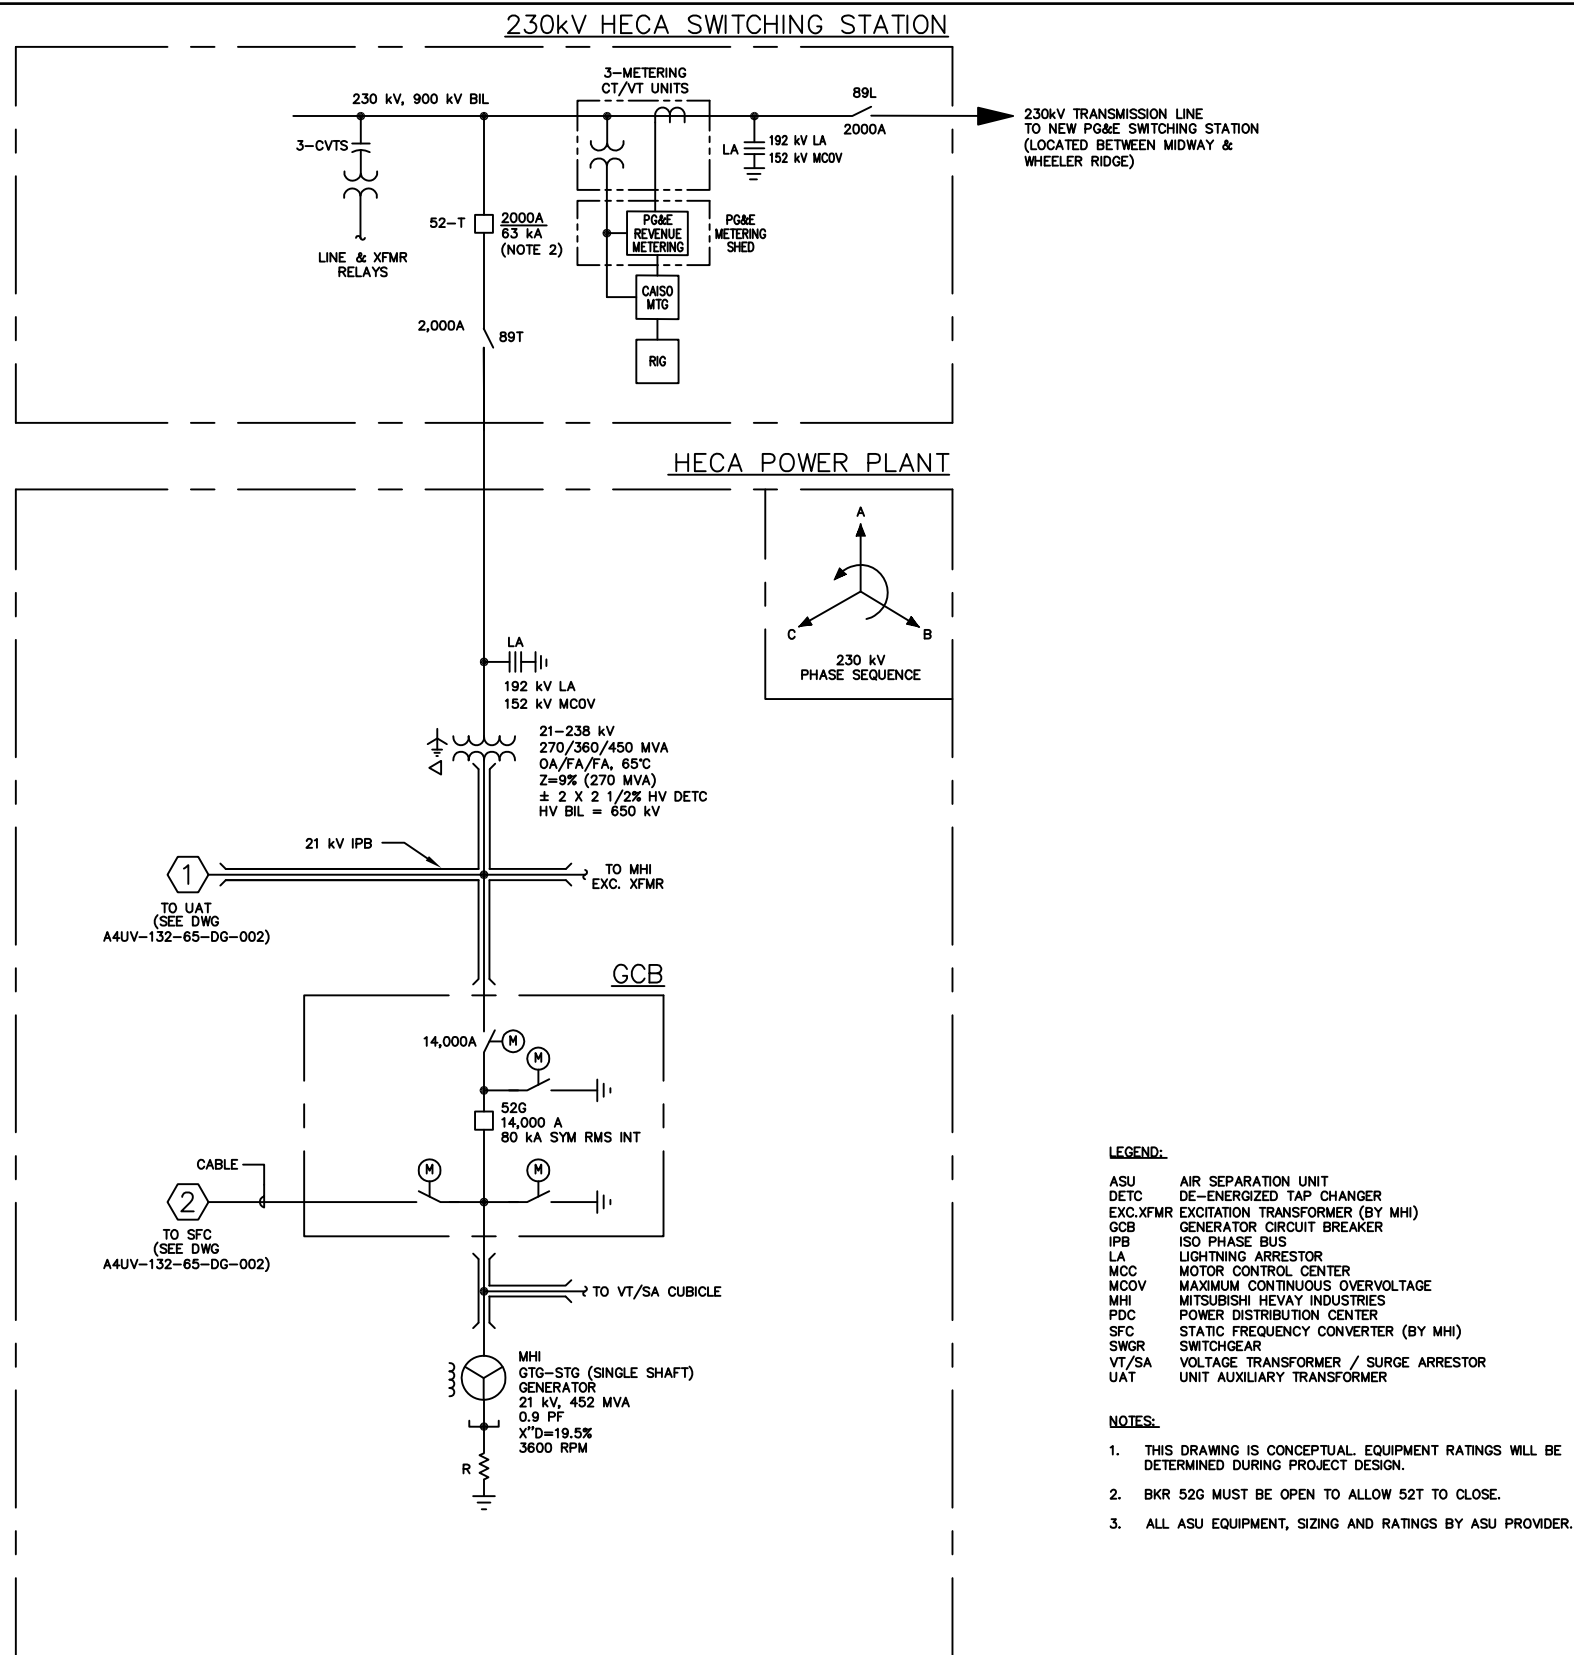 230kV HECA SWITCHING STATION
3-METERING
CT/VT UNITS
230 kV, 900 kV BIL
89L
2000A
230kV TRANSMISSION LINE
TO NEW PG&E SWITCHING STATION
(LOCATED BETWEEN MIDWAY &
WHEELER RIDGE)
3-CVTS
LA
192 kV LA
152 kV MCOV
52-T
2000A
63 kA
(NOTE 2)
PG&E
REVENUE
METERING
PG&E
METERING
SHED
LINE & XFMR
RELAYS
CAISO
MTG
2,000A
89T
RIG
HECA POWER PLANT
A
C
B
230 kV
PHASE SEQUENCE
LA
192 kV LA
152 kV MCOV
21-238 kV
270/360/450 MVA
OA/FA/FA, 65°C
Z=9% (270 MVA)
± 2 X 2 1/2% HV DETC
HV BIL = 650 kV
21 kV IPB
1
TO UAT
(SEE DWG
A4UV-132-65-DG-002)
TO MHI
EXC. XFMR
GCB
14,000A
M
M
52G
14,000 A
80 kA SYM RMS INT
CABLE
M
M
2
TO SFC
(SEE DWG
A4UV-132-65-DG-002)
TO VT/SA CUBICLE
MHI
GTG-STG (SINGLE SHAFT)
GENERATOR
21 kV, 452 MVA
0.9 PF
X"D=19.5%
3600 RPM
R
LEGEND:
ASU AIR SEPARATION UNIT
DETC DE-ENERGIZED TAP CHANGER
EXC.XFMR EXCITATION TRANSFORMER (BY MHI)
GCB GENERATOR CIRCUIT BREAKER
IPB ISO PHASE BUS
LA LIGHTNING ARRESTOR
MCC MOTOR CONTROL CENTER
MCOV MAXIMUM CONTINUOUS OVERVOLTAGE
MHI MITSUBISHI HEVAY INDUSTRIES
PDC POWER DISTRIBUTION CENTER
SFC STATIC FREQUENCY CONVERTER (BY MHI)
SWGR SWITCHGEAR
VT/SA VOLTAGE TRANSFORMER / SURGE ARRESTOR
UAT UNIT AUXILIARY TRANSFORMER
NOTES:
1. THIS DRAWING IS CONCEPTUAL. EQUIPMENT RATINGS WILL BE
DETERMINED DURING PROJECT DESIGN.
2. BKR 52G MUST BE OPEN TO ALLOW 52T TO CLOSE.
3. ALL ASU EQUIPMENT, SIZING AND RATINGS BY ASU PROVIDER.